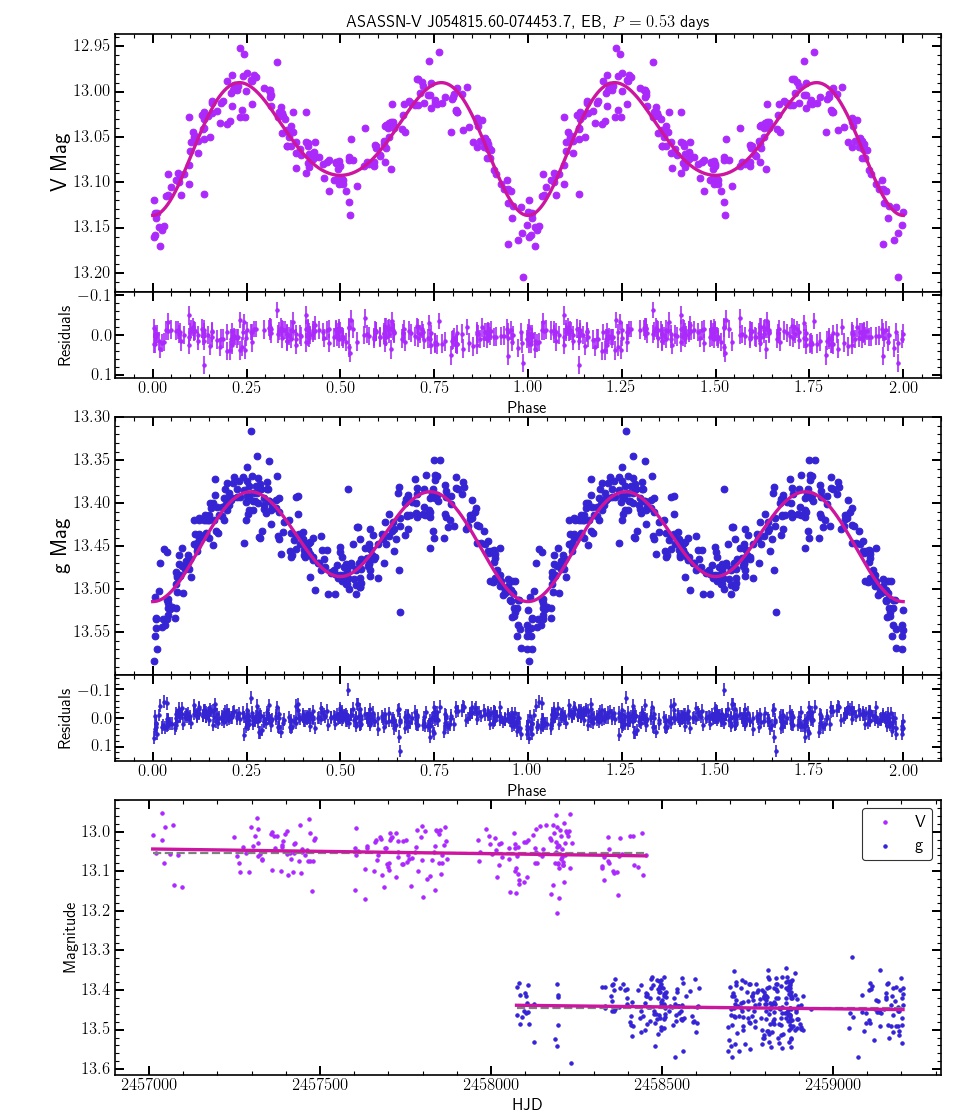 ASASSN-V J054815.60-074453.7, EB, P = 0.53 days
12.95
13.00
13.05
13.10
13.15
13.20
V Mag
−0.1
0.0
0.1
Residuals
0.00 0.25 0.50 0.75 1.00 1.25 1.50 1.75 2.00
Phase
13.30
13.35
13.40
13.45
13.50
13.55
g Mag
−0.1
0.0
0.1
Residuals
0.00 0.25 0.50 0.75 1.00 1.25 1.50 1.75 2.00
Phase
V
g
13.0
13.1
13.2
13.3
13.4
13.5
13.6
Magnitude
2457000 2457500 2458000 2458500 2459000
HJD